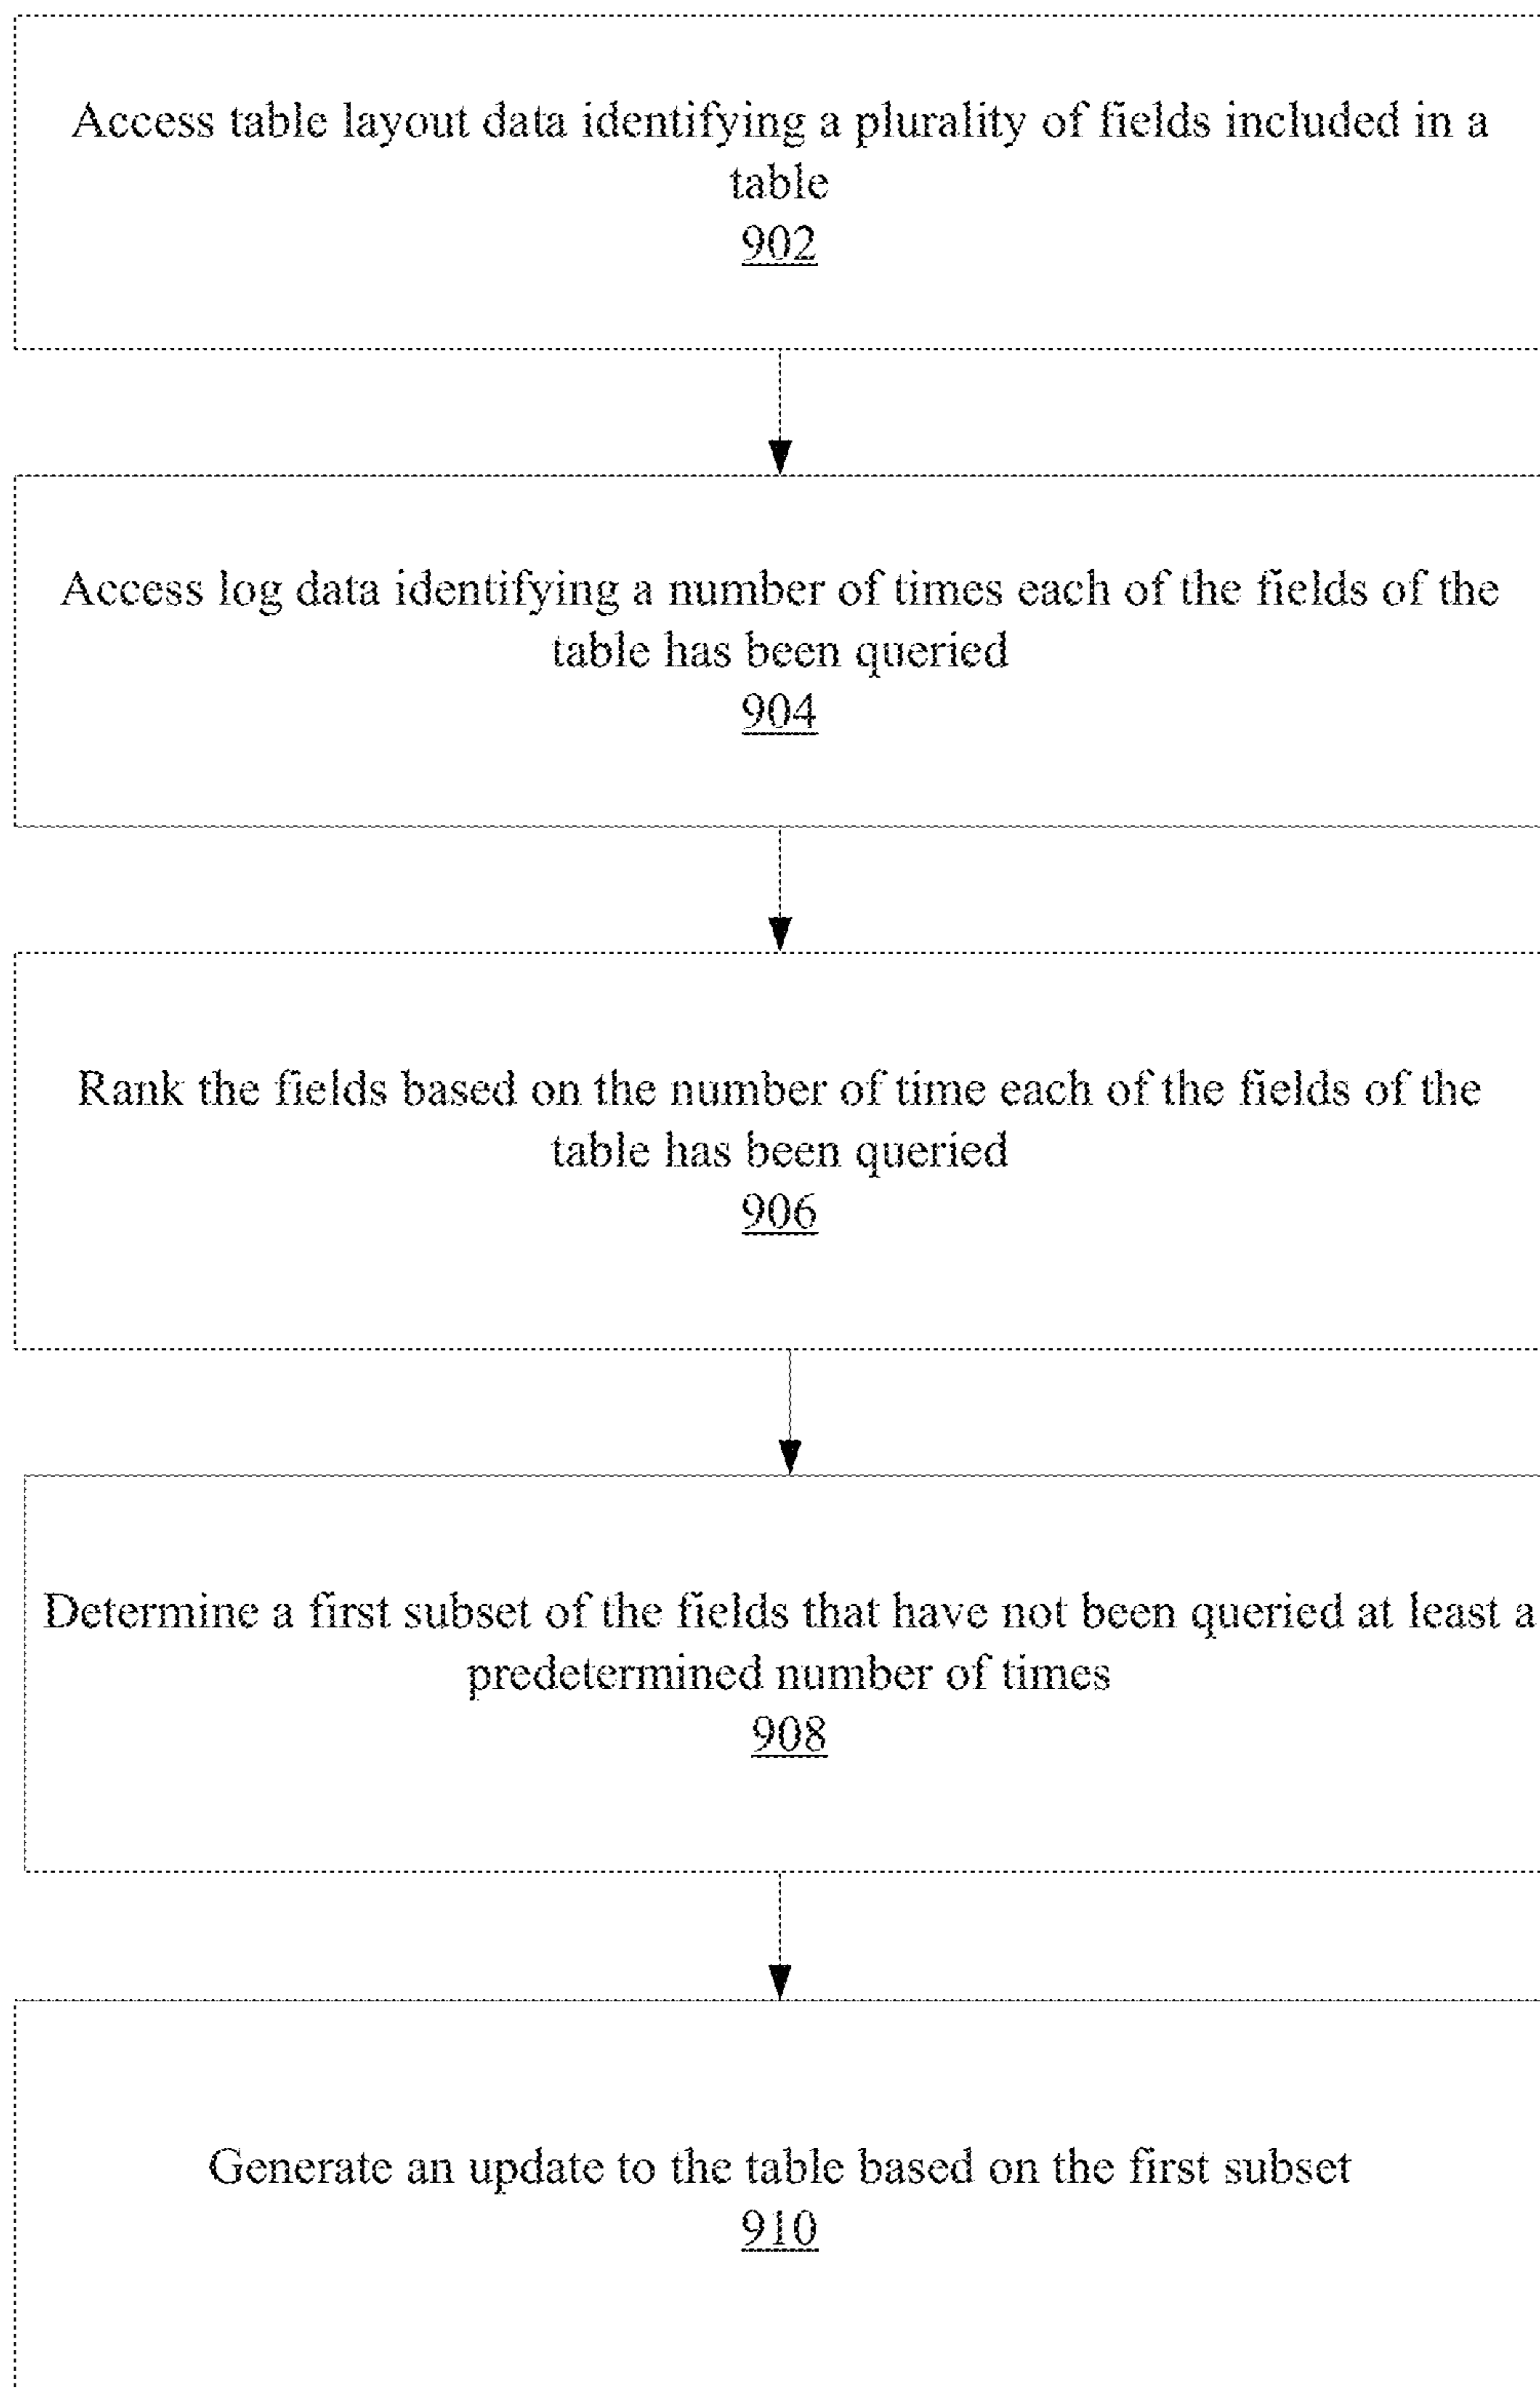 Access table layout data identifying a plurality of fields included in a
table
902
Access log data identifying a number of times each of the fields of the
table has been queried
904
Rank the fields based on the number of time each of the fields of the
table has been queried
906
Determine a first subset of the fields that have not been queried at least a
predetermined number of times
908
Generate an update to the table based on the first subset
910